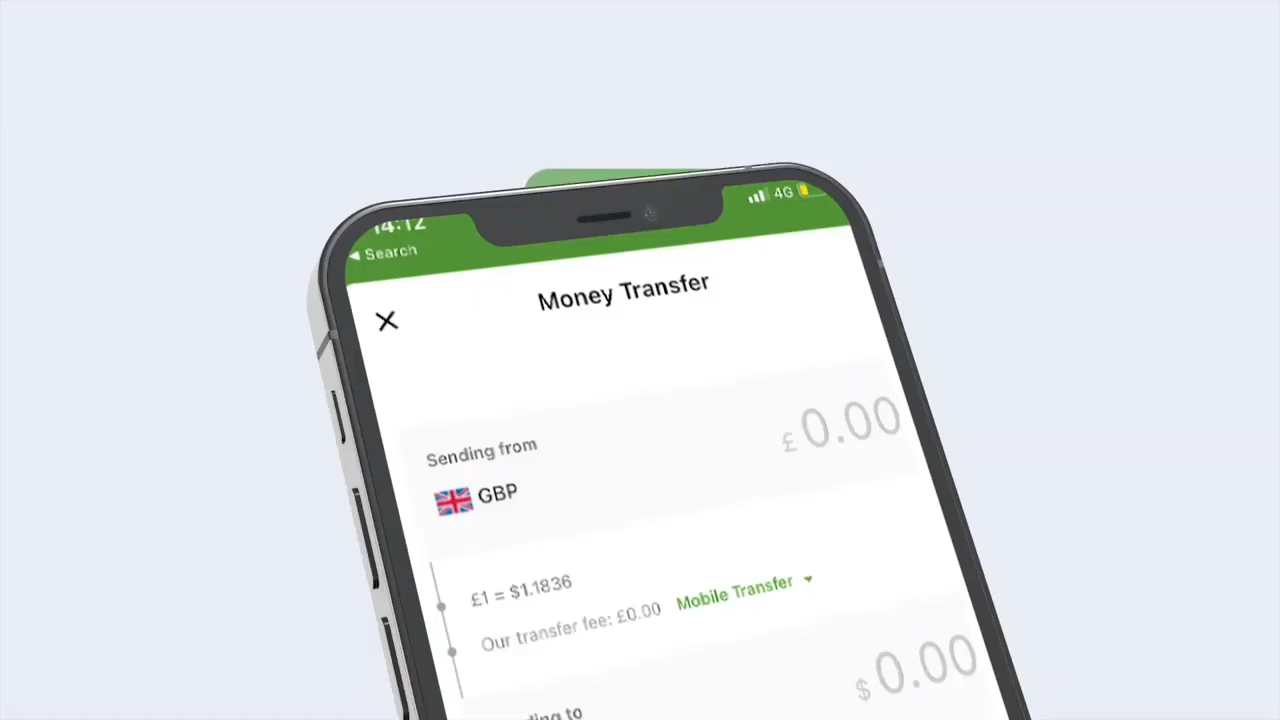 14:12
4G
Search
Money Transfer
£ 0.00
Sending from
GBP
£1 = $1.1836
Our transfer fee: £0.00 Mobile Transfer
$ 0.00
to